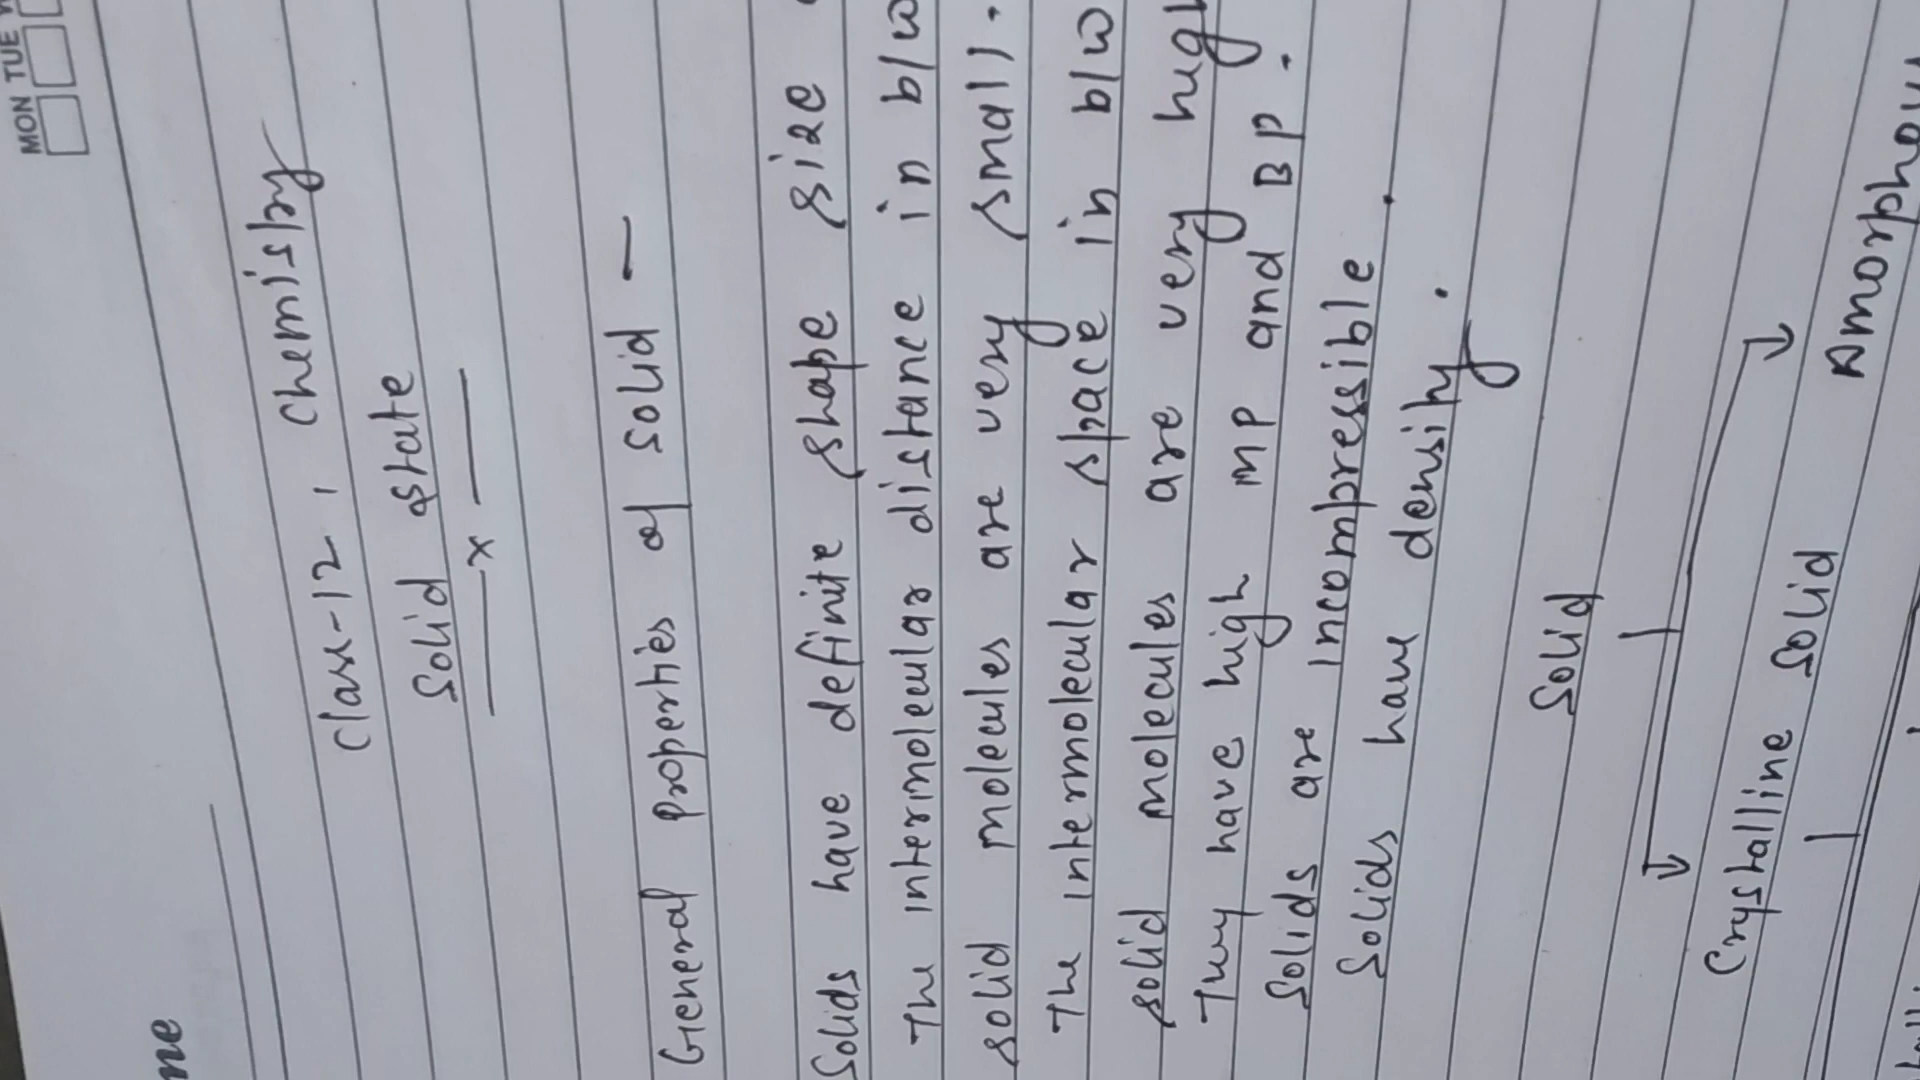 MON TUE
Class-12, Chemistry
Solid state
—x—
General properties of solid —
Solids have definite shape size
The intermolecular distance in b/w
solid molecules are very small.
The intermolecular space in b/w
solid molecules are very high
They have high MP and BP.
Solids are incompressible.
Solids have density.
Solid
Crystalline Solid Amorphous